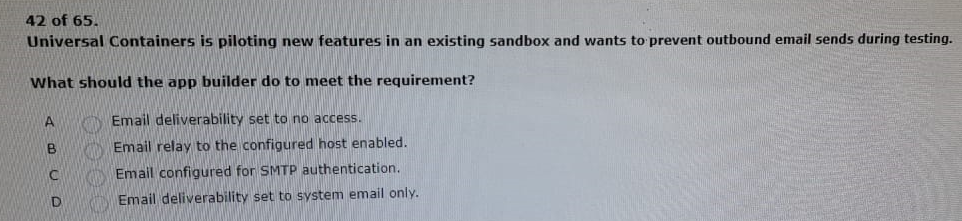 42 of 65.
Universal Containers is piloting new features in an existing sandbox and wants to prevent outbound email sends during testing.
What should the app builder do to meet the requirement?
A Email deliverability set to no access.
B Email relay to the configured host enabled.
C Email configured for SMTP authentication.
D Email deliverability set to system email only.